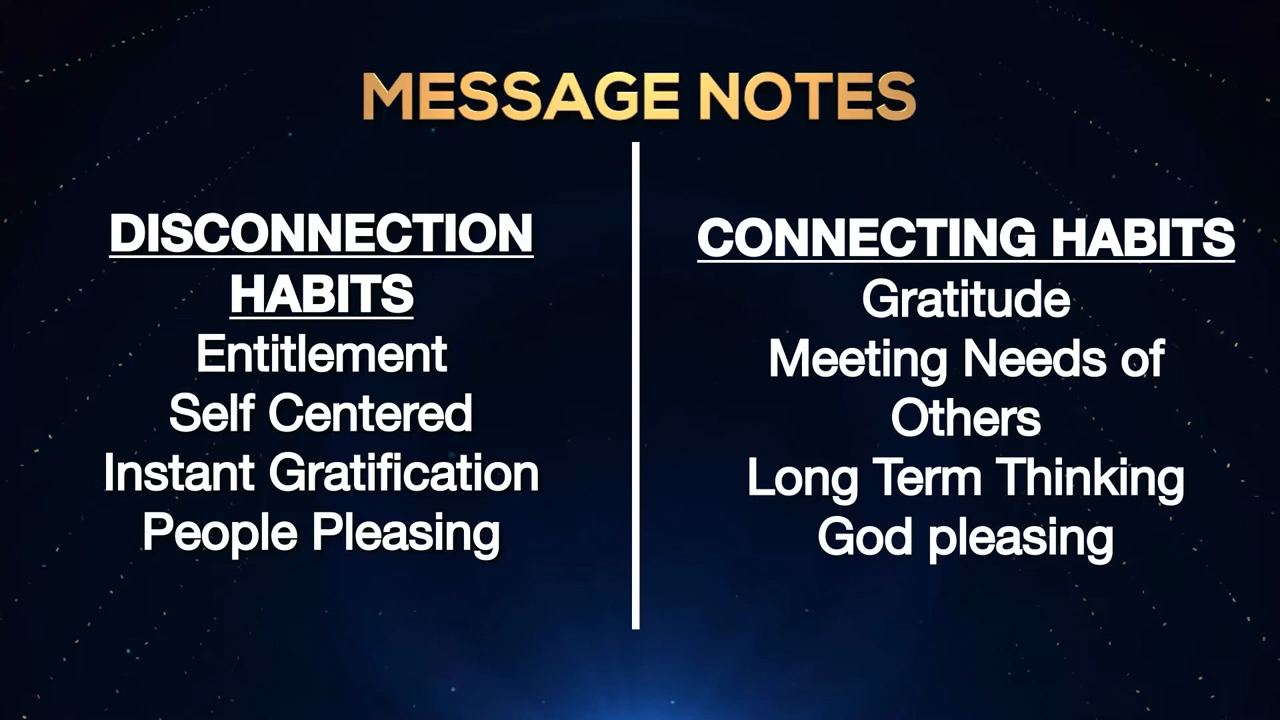 MESSAGE NOTES
DISCONNECTION
HABITS
Entitlement
Self Centered
Instant Gratification
People Pleasing
CONNECTING HABITS
Gratitude
Meeting Needs of
Others
Long Term Thinking
God pleasing